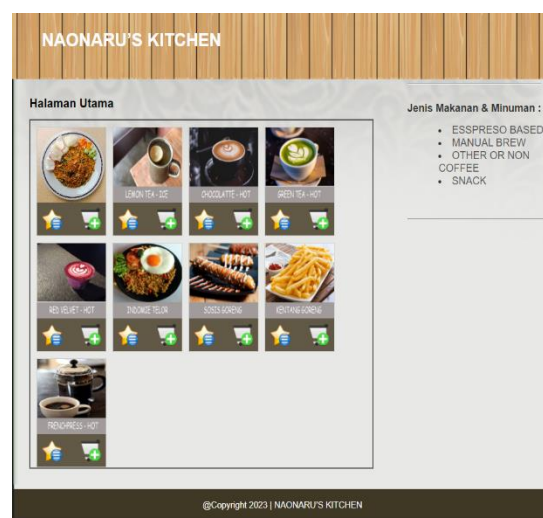 NAONARU'S KITCHEN
Halaman Utama
LEMON TEA - ICE
CHOCOLATTE - HOT
GREEN TEA - HOT
RED VELVET - HOT
INDOMIE TELOR
SOSIS GORENG
KENTANG GORENG
FRENCHPRESS - HOT
Jenis Makanan & Minuman :
ESSPRESO BASED
MANUAL BREW
OTHER OR NON
COFFEE
SNACK
@Copyright 2023 | NAONARU'S KITCHEN